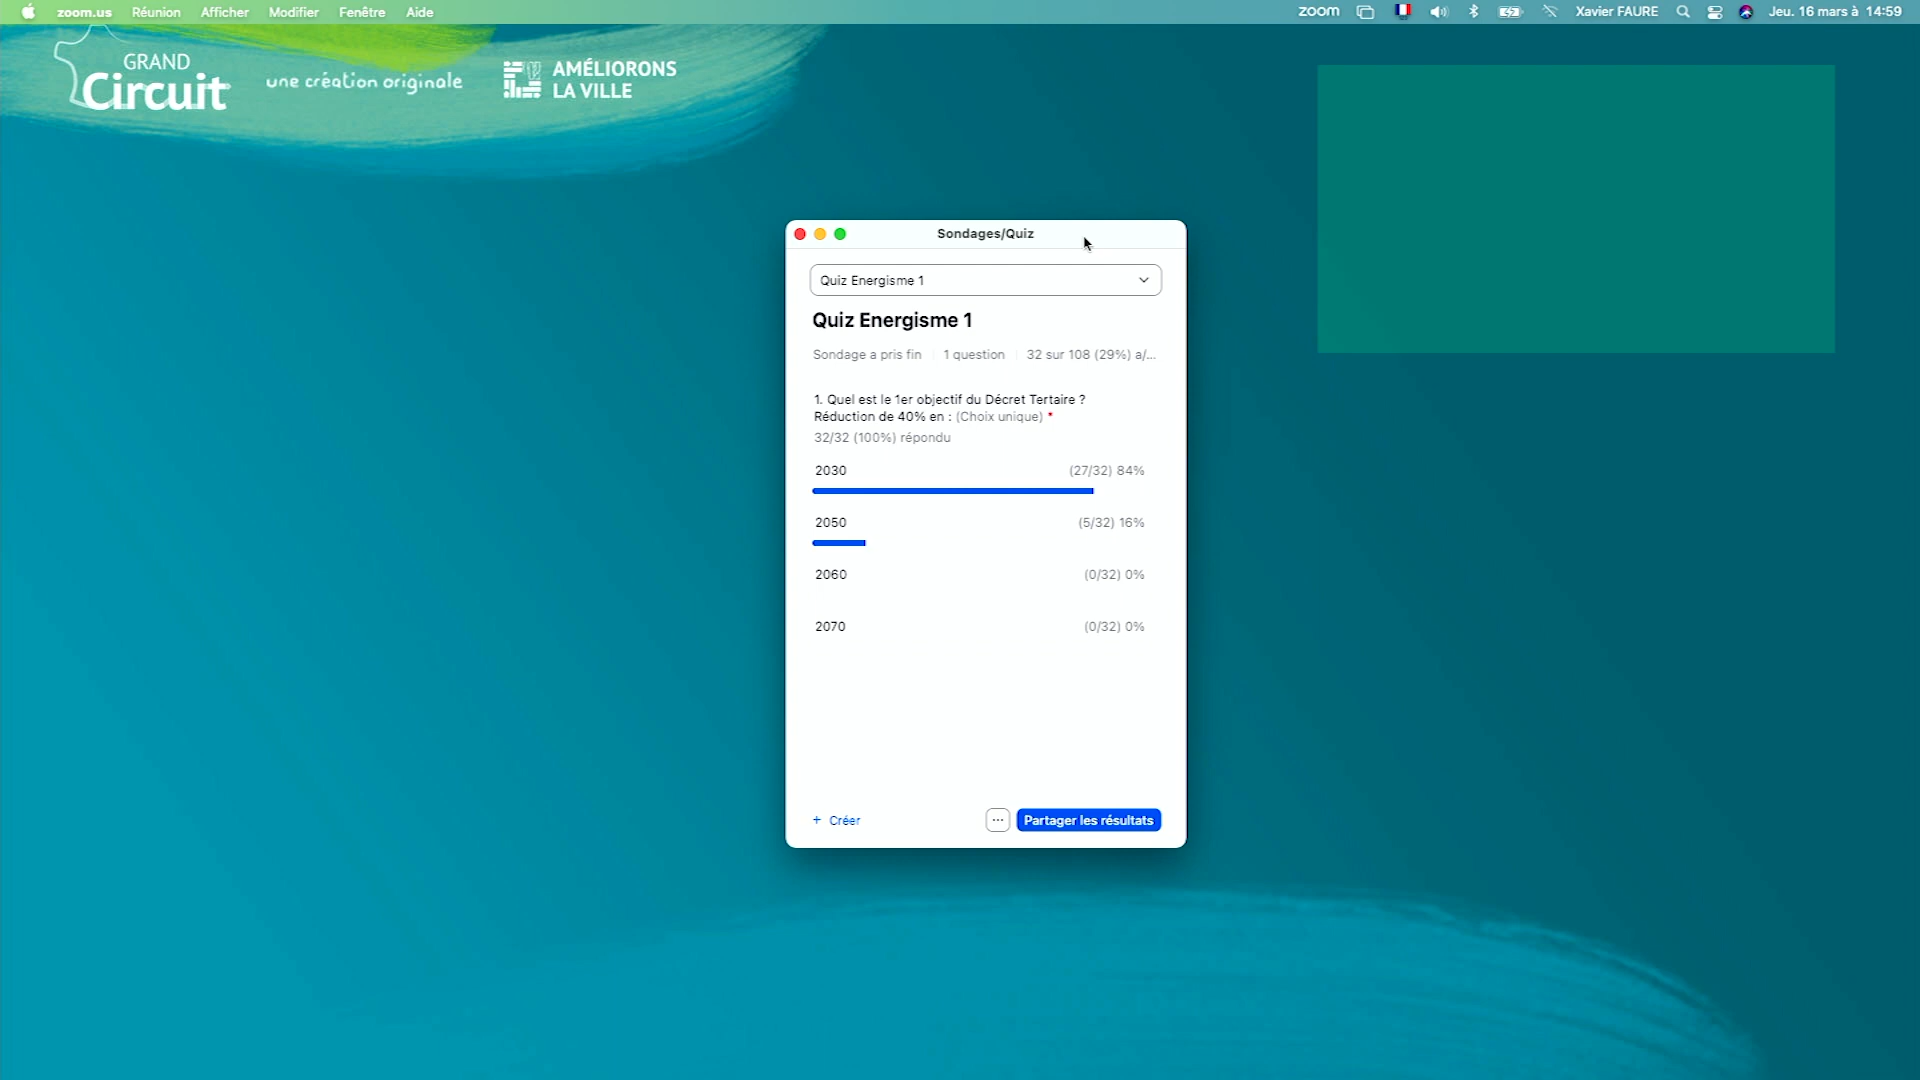 zoom.us Réunion Afficher Modifier Fenêtre Aide
zoom Xavier FAURE Jeu. 16 mars à 14:59
GRAND
Circuit
une création originale
AMÉLIORONS
LA VILLE
Sondages/Quiz
Quiz Energisme 1
Quiz Energisme 1
Sondage a pris fin 1 question 32 sur 108 (29%) a/...
1. Quel est le 1er objectif du Décret Tertaire ?
Réduction de 40% en : (Choix unique) *
32/32 (100%) répondu
2030 (27/32) 84%
2050 (5/32) 16%
2060 (0/32) 0%
2070 (0/32) 0%
+ Créer ... Partager les résultats